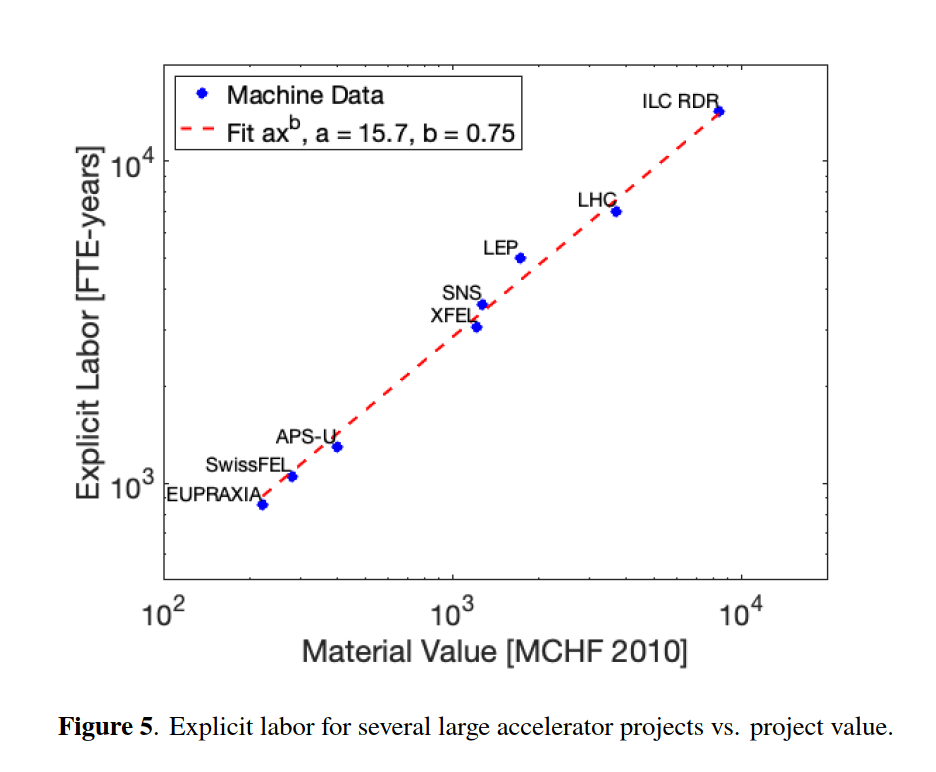 Machine Data
Fit ax^b, a = 15.7, b = 0.75
ILC RDR
LHC
LEP
SNS
XFEL
APS-U
SwissFEL
EUPRAXIA
10^4
10^3
Explicit Labor [FTE-years]
10^2
10^3
10^4
Material Value [MCHF 2010]
Figure 5. Explicit labor for several large accelerator projects vs. project value.